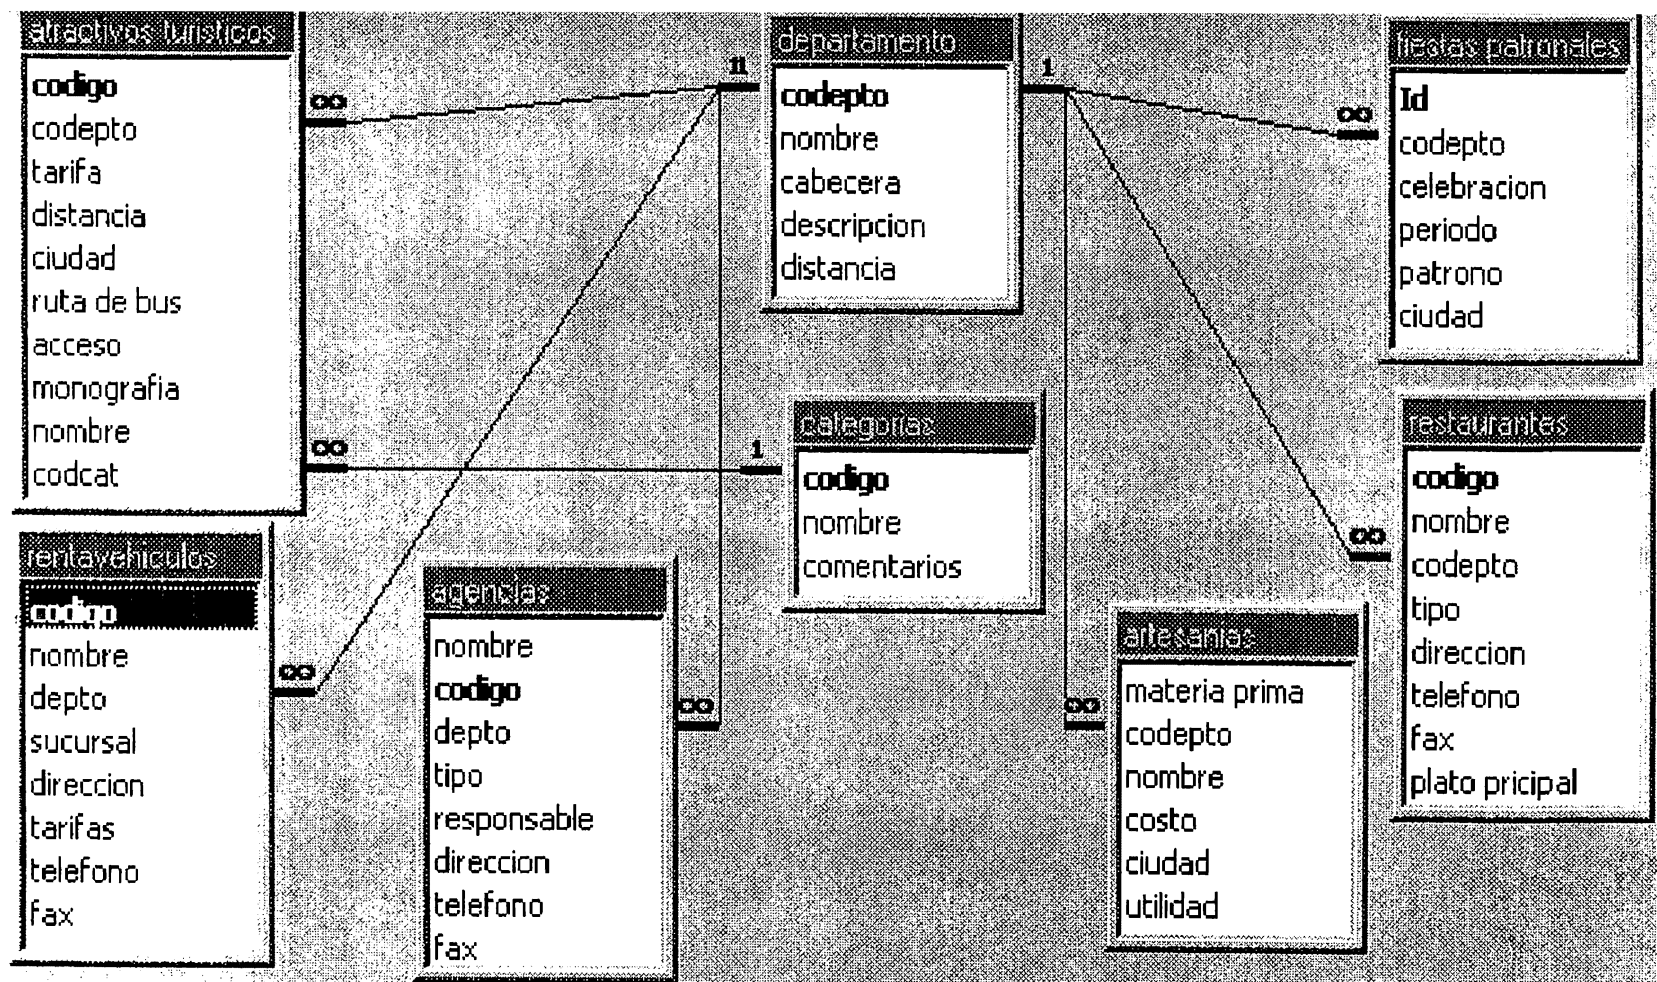 atractivos turisticos
codigo
codepto
tarifa
distancia
ciudad
ruta de bus
acceso
monografia
nombre
codcat
departamento
codepto
nombre
cabecera
descripcion
distancia
fiestas patronales
Id
codepto
celebracion
periodo
patrono
ciudad
categorias
codigo
nombre
comentarios
restaurantes
codigo
nombre
codepto
tipo
direccion
telefono
fax
plato pricipal
rentavehiculos
codigo
nombre
depto
sucursal
direccion
tarifas
telefono
fax
agencias
nombre
codigo
depto
tipo
responsable
direccion
telefono
fax
artesanias
materia prima
codepto
nombre
costo
ciudad
utilidad
∞
11
1
∞
∞
1
∞
∞
∞
∞